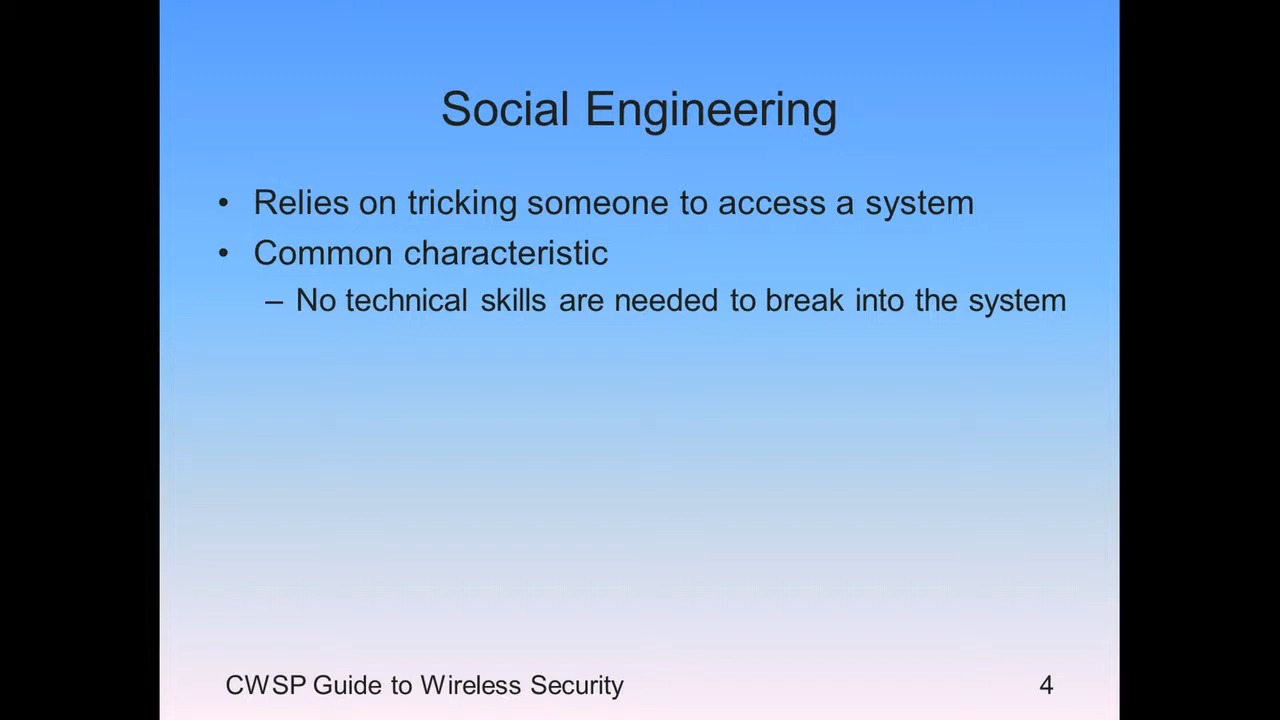 Social Engineering
• Relies on tricking someone to access a system
• Common characteristic
– No technical skills are needed to break into the system
CWSP Guide to Wireless Security 4